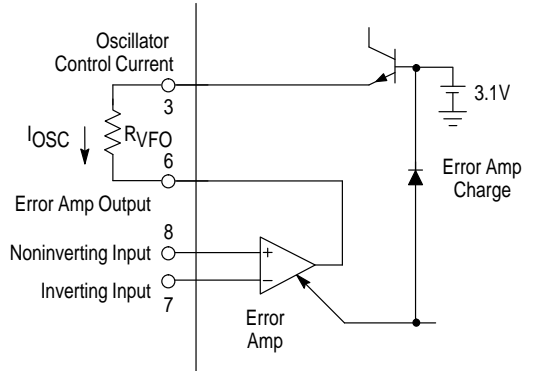 Oscillator
Control Current
3
3.1V
IOSC
RVFO
6
Error Amp
Charge
Error Amp Output
8
Noninverting Input
+
Inverting Input
−
7
Error
Amp